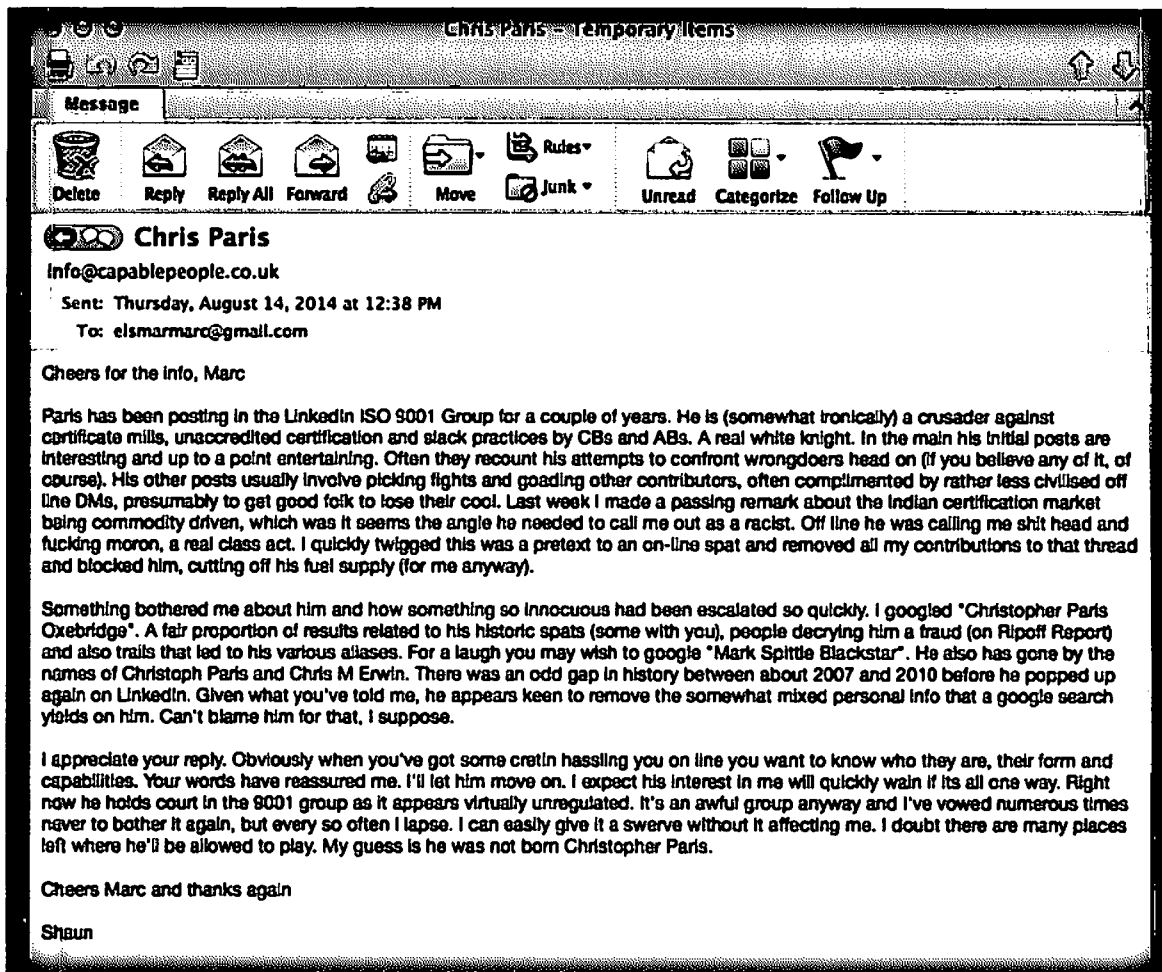 Chris Paris – Temporary Items
Message
Delete
Reply
Reply All
Forward
Move
Rules
Junk
Unread
Categorize
Follow Up
Chris Paris
info@capablepeople.co.uk
Sent: Thursday, August 14, 2014 at 12:38 PM
To: elsmarmarc@gmail.com
Cheers for the info, Marc
Paris has been posting in the LinkedIn ISO 9001 Group for a couple of years. He is (somewhat ironically) a crusader against
certificate mills, unaccredited certification and slack practices by CBs and ABs. A real white knight. In the main his initial posts are
interesting and up to a point entertaining. Often they recount his attempts to confront wrongdoers head on (if you believe any of it, of
course). His other posts usually involve picking fights and goading other contributors, often complimented by rather less civilised off
line DMs, presumably to get good folk to lose their cool. Last week I made a passing remark about the Indian certification market
being commodity driven, which was it seems the angle he needed to call me out as a racist. Off line he was calling me shit head and
fucking moron, a real class act. I quickly twigged this was a pretext to an on-line spat and removed all my contributions to that thread
and blocked him, cutting off his fuel supply (for me anyway).
Something bothered me about him and how something so innocuous had been escalated so quickly. I googled "Christopher Paris
Oxebridge". A fair proportion of results related to his historic spats (some with you), people decrying him a fraud (on Ripoff Report)
and also trails that led to his various aliases. For a laugh you may wish to google "Mark Spittle Blackstar". He also has gone by the
names of Christoph Paris and Chris M Erwin. There was an odd gap in history between about 2007 and 2010 before he popped up
again on LinkedIn. Given what you've told me, he appears keen to remove the somewhat mixed personal info that a google search
yields on him. Can't blame him for that, I suppose.
I appreciate your reply. Obviously when you've got some cretin hassling you on line you want to know who they are, their form and
capabilities. Your words have reassured me. I'll let him move on. I expect his interest in me will quickly wain if its all one way. Right
now he holds court in the 9001 group as it appears virtually unregulated. It's an awful group anyway and I've vowed numerous times
never to bother it again, but every so often I lapse. I can easily give it a swerve without it affecting me. I doubt there are many places
left where he'll be allowed to play. My guess is he was not born Christopher Paris.
Cheers Marc and thanks again
Shaun